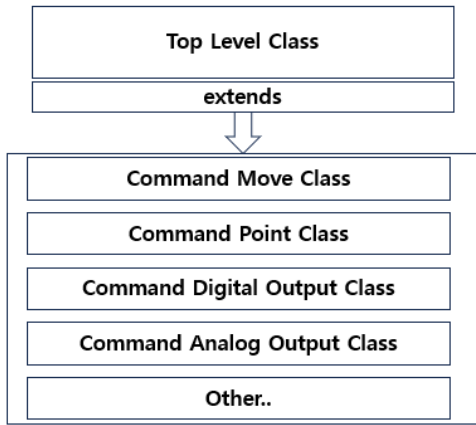 Top Level Class
extends
Command Move Class
Command Point Class
Command Digital Output Class
Command Analog Output Class
Other..